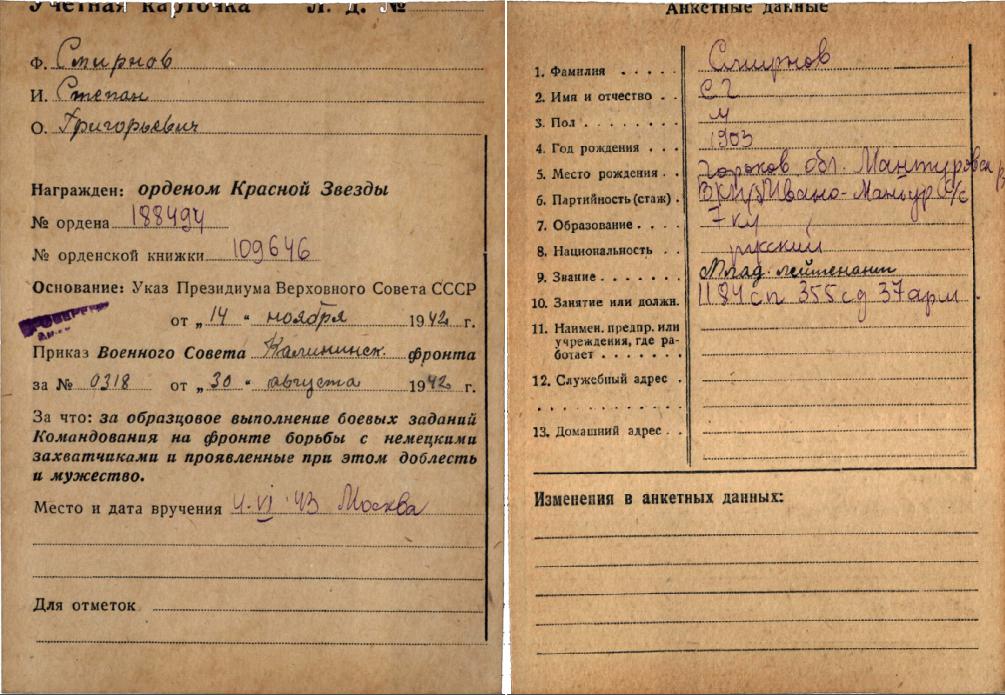 Учетная карточка Л. Д. №
Ф. Смирнов
И. Степан
О. Григорьевич
Награжден: орденом Красной Звезды
№ ордена 188494
№ орденской книжки 109646
Основание: Указ Президиума Верховного Совета СССР
от „14“ ноября 1942 г.
Приказ Военного Совета Калининск. фронта
за № 0318 от „30“ августа 1942 г.
За что: за образцовое выполнение боевых заданий
Командования на фронте борьбы с немецкими
захватчиками и проявленные при этом доблесть
и мужество.
Место и дата вручения 4.VI.43 Москва
Для отметок
Анкетные данные
1. Фамилия Смирнов
2. Имя и отчество СГ
3. Пол м
4. Год рождения 1903
5. Место рождения Горьков обл. Мантуровск р
6. Партийность (стаж) ВКП/б Ивано-Мантур С/с
7. Образование 7 кл
8. Национальность русский
9. Звание Млад. лейтенант
10. Занятие или должн. 1184 сп 355 сд 37 арм.
11. Наимен. предпр. или
учреждения, где ра-
ботает
12. Служебный адрес
13. Домашний адрес
Изменения в анкетных данных: